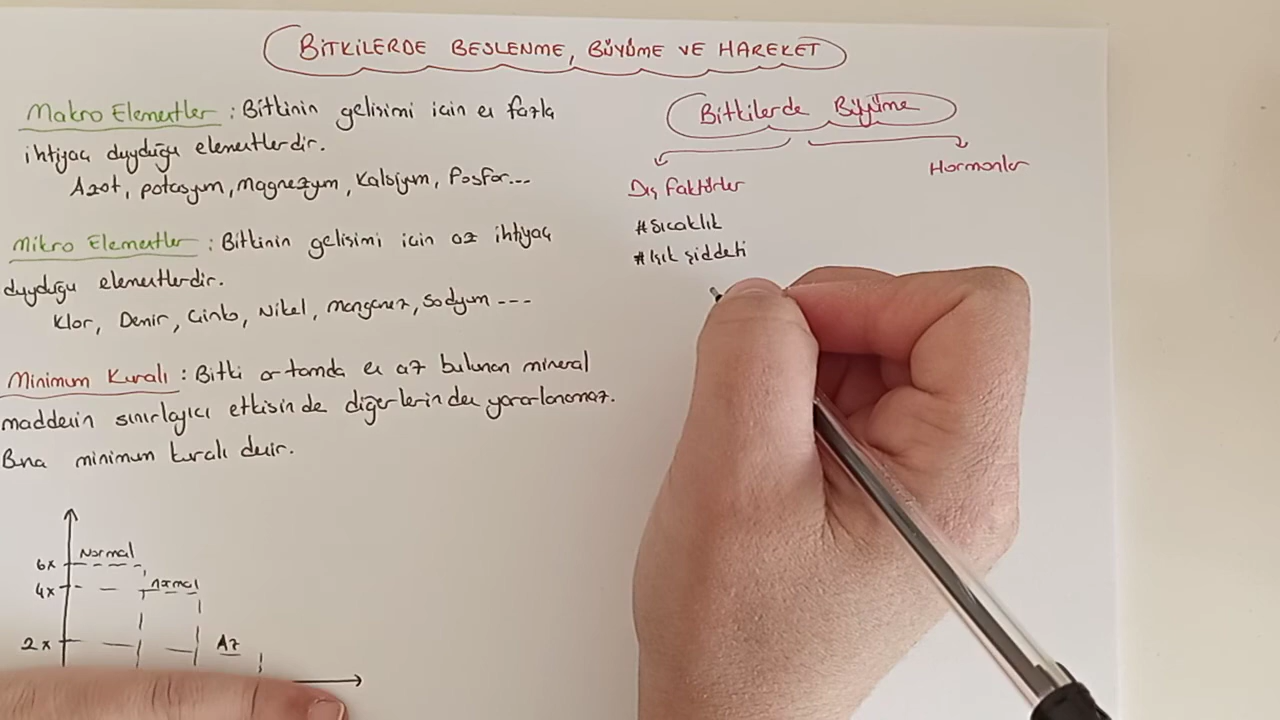 BİTKİLERDE BESLENME, BÜYÜME VE HAREKET
Makro Elementler : Bitkinin gelişimi için en fazla
ihtiyaç duyduğu elementlerdir.
Azot, potasyum, magnezyum, kalsiyum, fosfor...
Mikro Elementler : Bitkinin gelişimi için az ihtiyaç
duyduğu elementlerdir.
Klor, Demir, Çinko, Nikel, mangenez, Sodyum ---
Minimum Kuralı : Bitki ortamda en az bulunan mineral
maddenin sınırlayıcı etkisinde diğerlerinden yararlanamaz.
Buna minimum kuralı denir.
6x Normal
4x normal
2x Az
Bitkilerde Büyüme
Dış faktörler
#Sıcaklık
#Işık şiddeti
Hormonlar